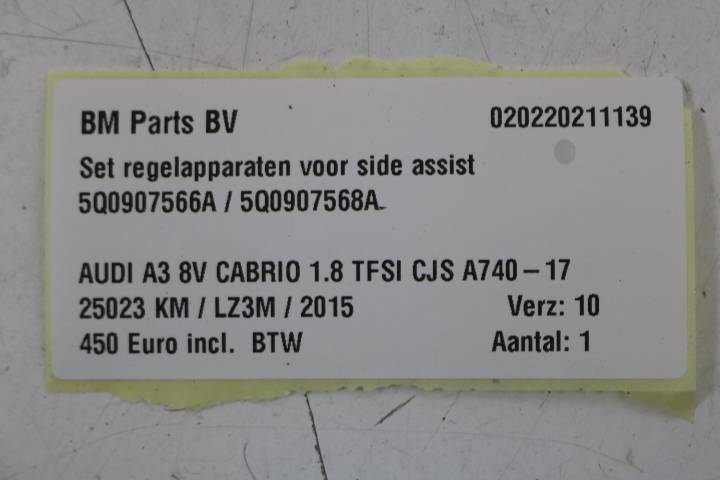 BM Parts BV 020220211139
Set regelapparaten voor side assist
5Q0907566A / 5Q0907568A
AUDI A3 8V CABRIO 1.8 TFSI CJS A740 - 17
25023 KM / LZ3M / 2015 Verz: 10
450 Euro incl. BTW Aantal: 1